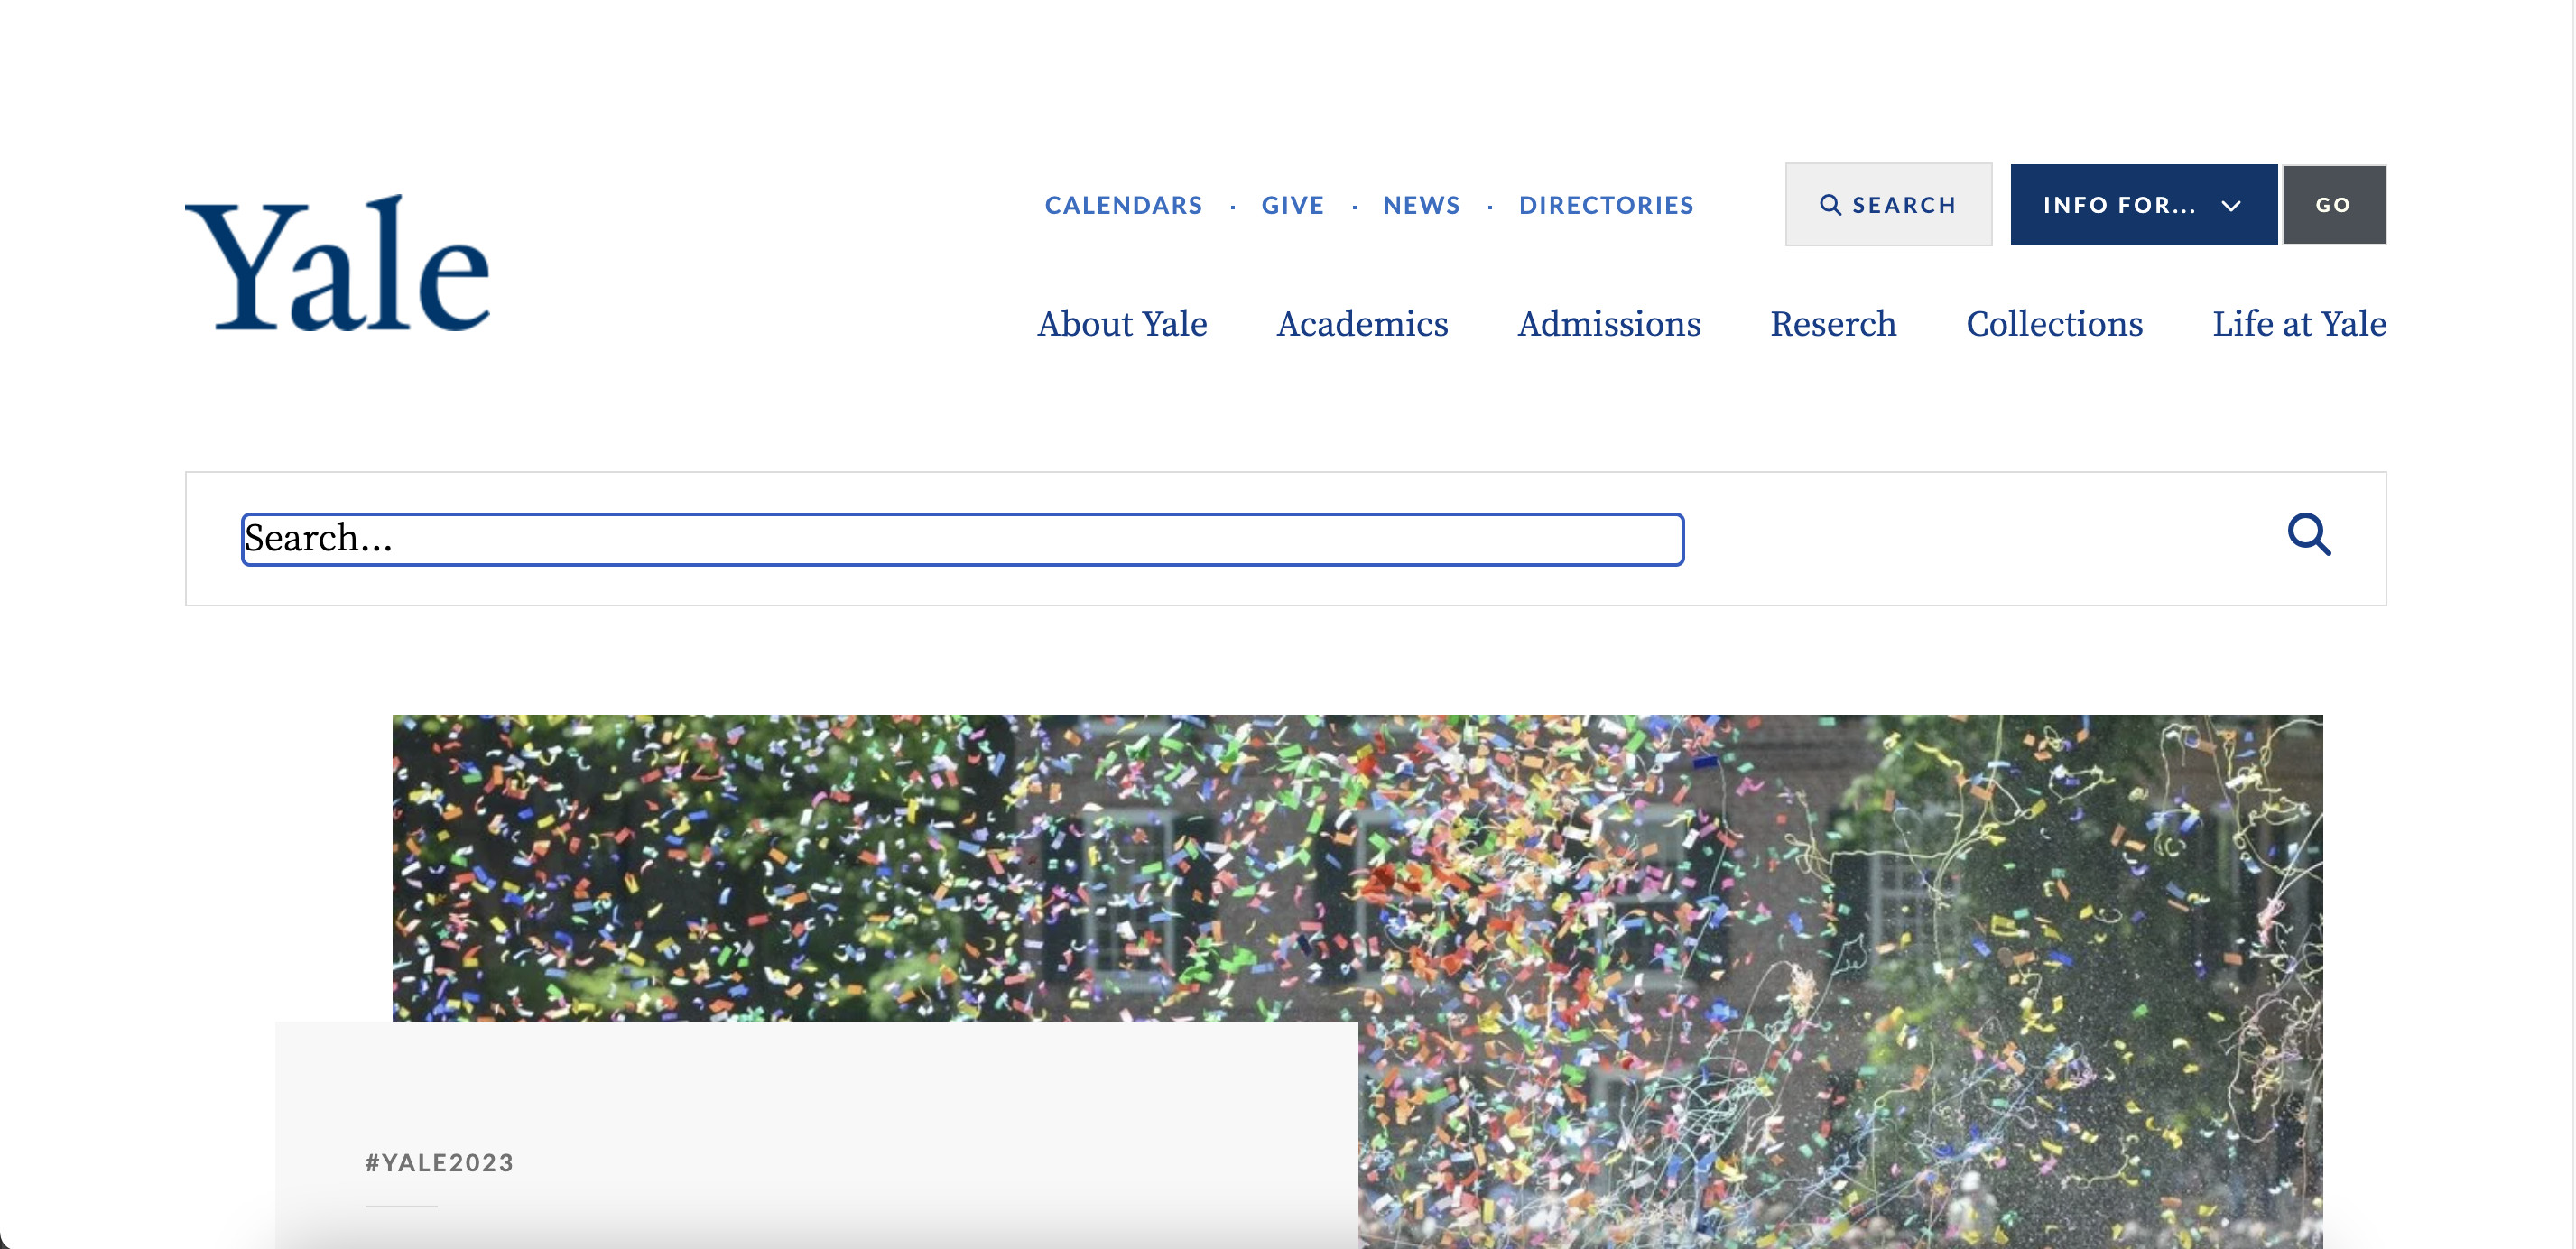 Yale
CALENDARS · GIVE · NEWS · DIRECTORIES
SEARCH
INFO FOR...
GO
About Yale Academics Admissions Reserch Collections Life at Yale
Search...
#YALE2023